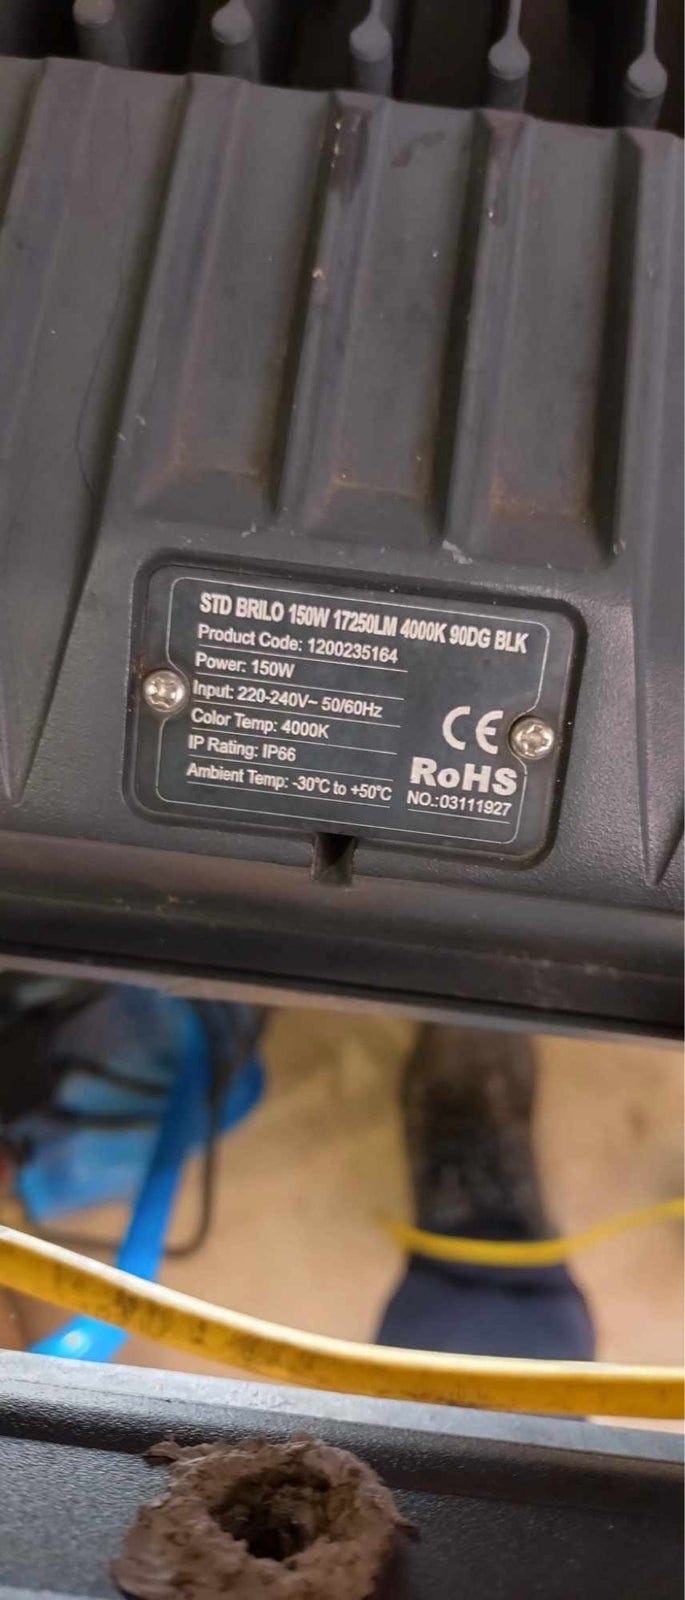 STD BRILO 150W 17250LM 4000K 90DG BLK
Product Code: 1200235164
Power: 150W
Input: 220-240V~ 50/60Hz
Color Temp: 4000K
IP Rating: IP66
Ambient Temp: -30°C to +50°C
CE
RoHS
NO.:03111927